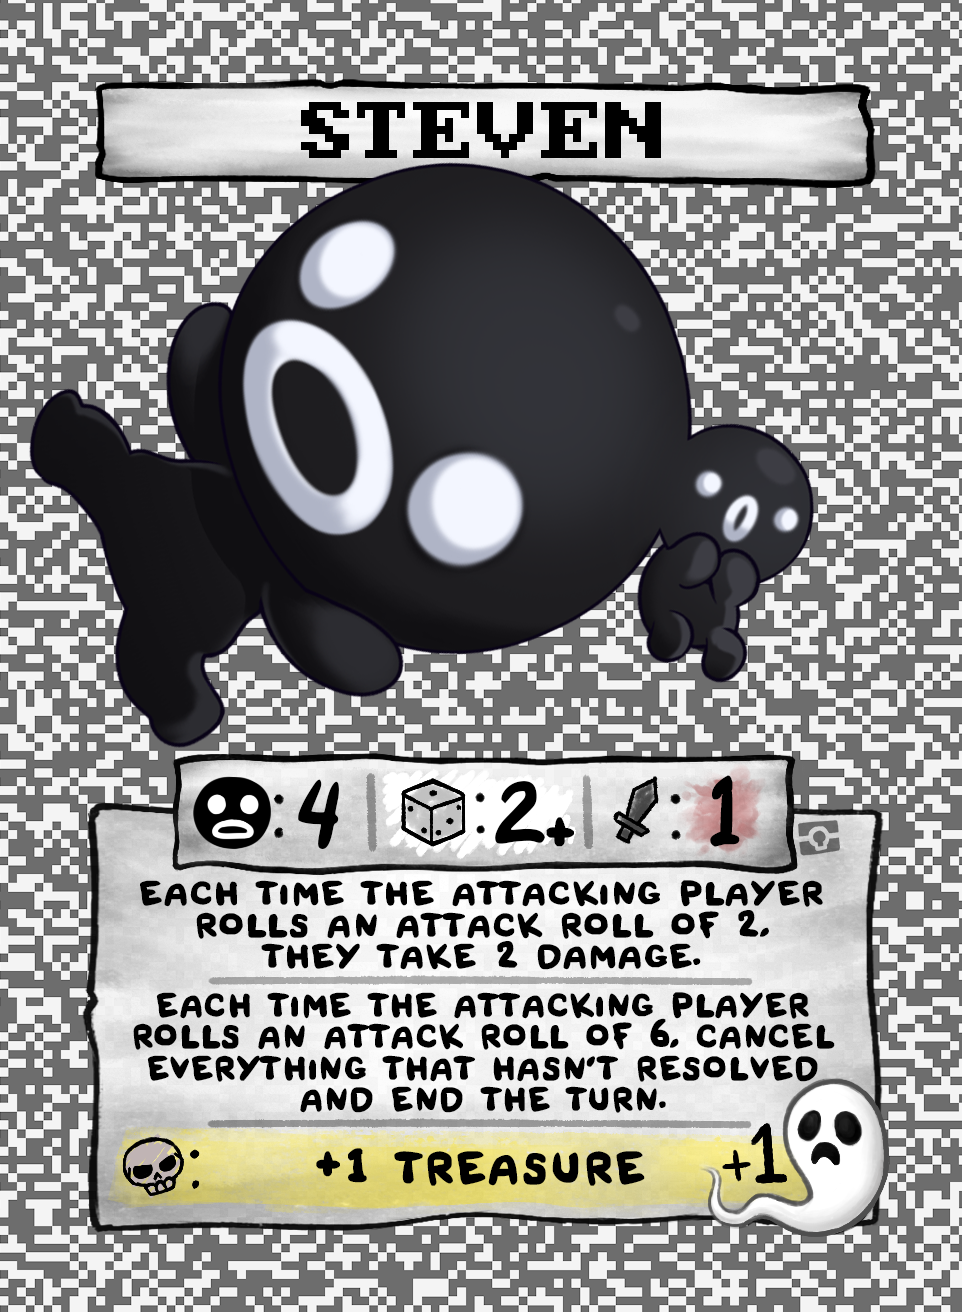 STEVEN
: 4 : 2+ : 1
EACH TIME THE ATTACKING PLAYER
ROLLS AN ATTACK ROLL OF 2,
THEY TAKE 2 DAMAGE.
EACH TIME THE ATTACKING PLAYER
ROLLS AN ATTACK ROLL OF 6, CANCEL
EVERYTHING THAT HASN'T RESOLVED
AND END THE TURN.
: +1 TREASURE +1